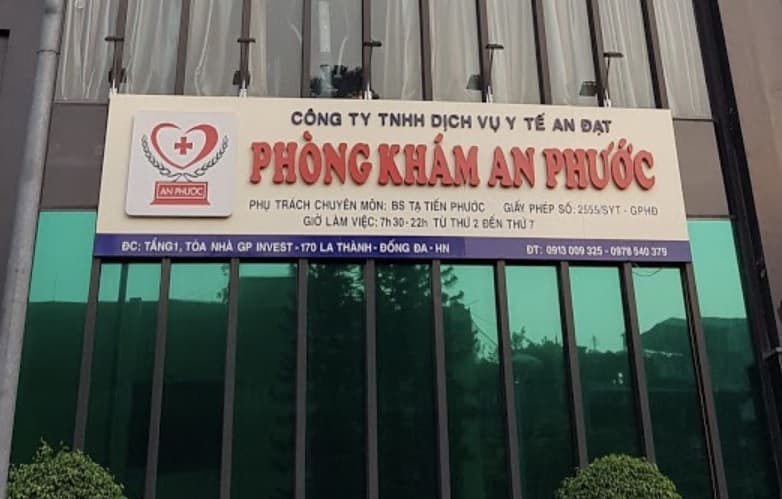 CÔNG TY TNHH DỊCH VỤ Y TẾ AN ĐẠT
PHÒNG KHÁM AN PHƯỚC
AN PHƯỚC
PHỤ TRÁCH CHUYÊN MÔN: BS TẠ TIẾN PHƯỚC GIẤY PHÉP SỐ: 2555/SYT - GPHĐ
GIỜ LÀM VIỆC: 7h30 - 22h TỪ THỨ 2 ĐẾN THỨ 7
ĐC: TẦNG1, TÒA NHÀ GP INVEST - 170 LA THÀNH - ĐỐNG ĐA - HN ĐT: 0913 009 325 - 0978 540 379